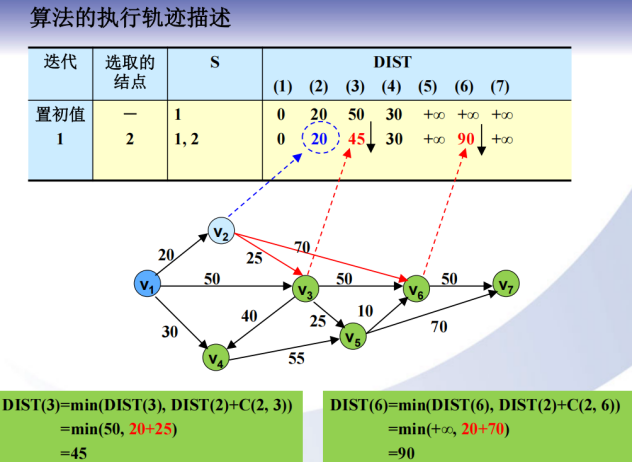 算法的执行轨迹描述
迭代 选取的结点 S DIST
(1) (2) (3) (4) (5) (6) (7)
置初值 — 1 0 20 50 30 +∞ +∞ +∞
1 2 1, 2 0 20 45 30 +∞ 90 +∞
V2
20 25 70
V1 50 V3 50 V6 50 V7
30 40 25 10 70
V5
V4 55
DIST(3)=min(DIST(3), DIST(2)+C(2, 3))
=min(50, 20+25)
=45
DIST(6)=min(DIST(6), DIST(2)+C(2, 6))
=min(+∞, 20+70)
=90